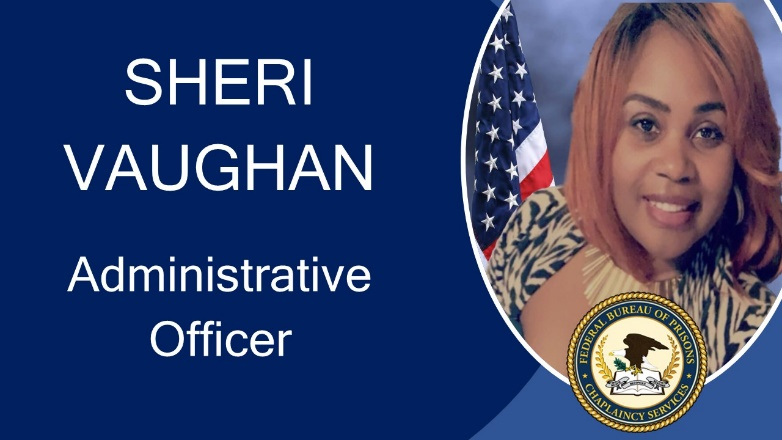 SHERI
VAUGHAN
Administrative
Officer
FEDERAL BUREAU OF PRISONS
CHAPLAINCY SERVICES